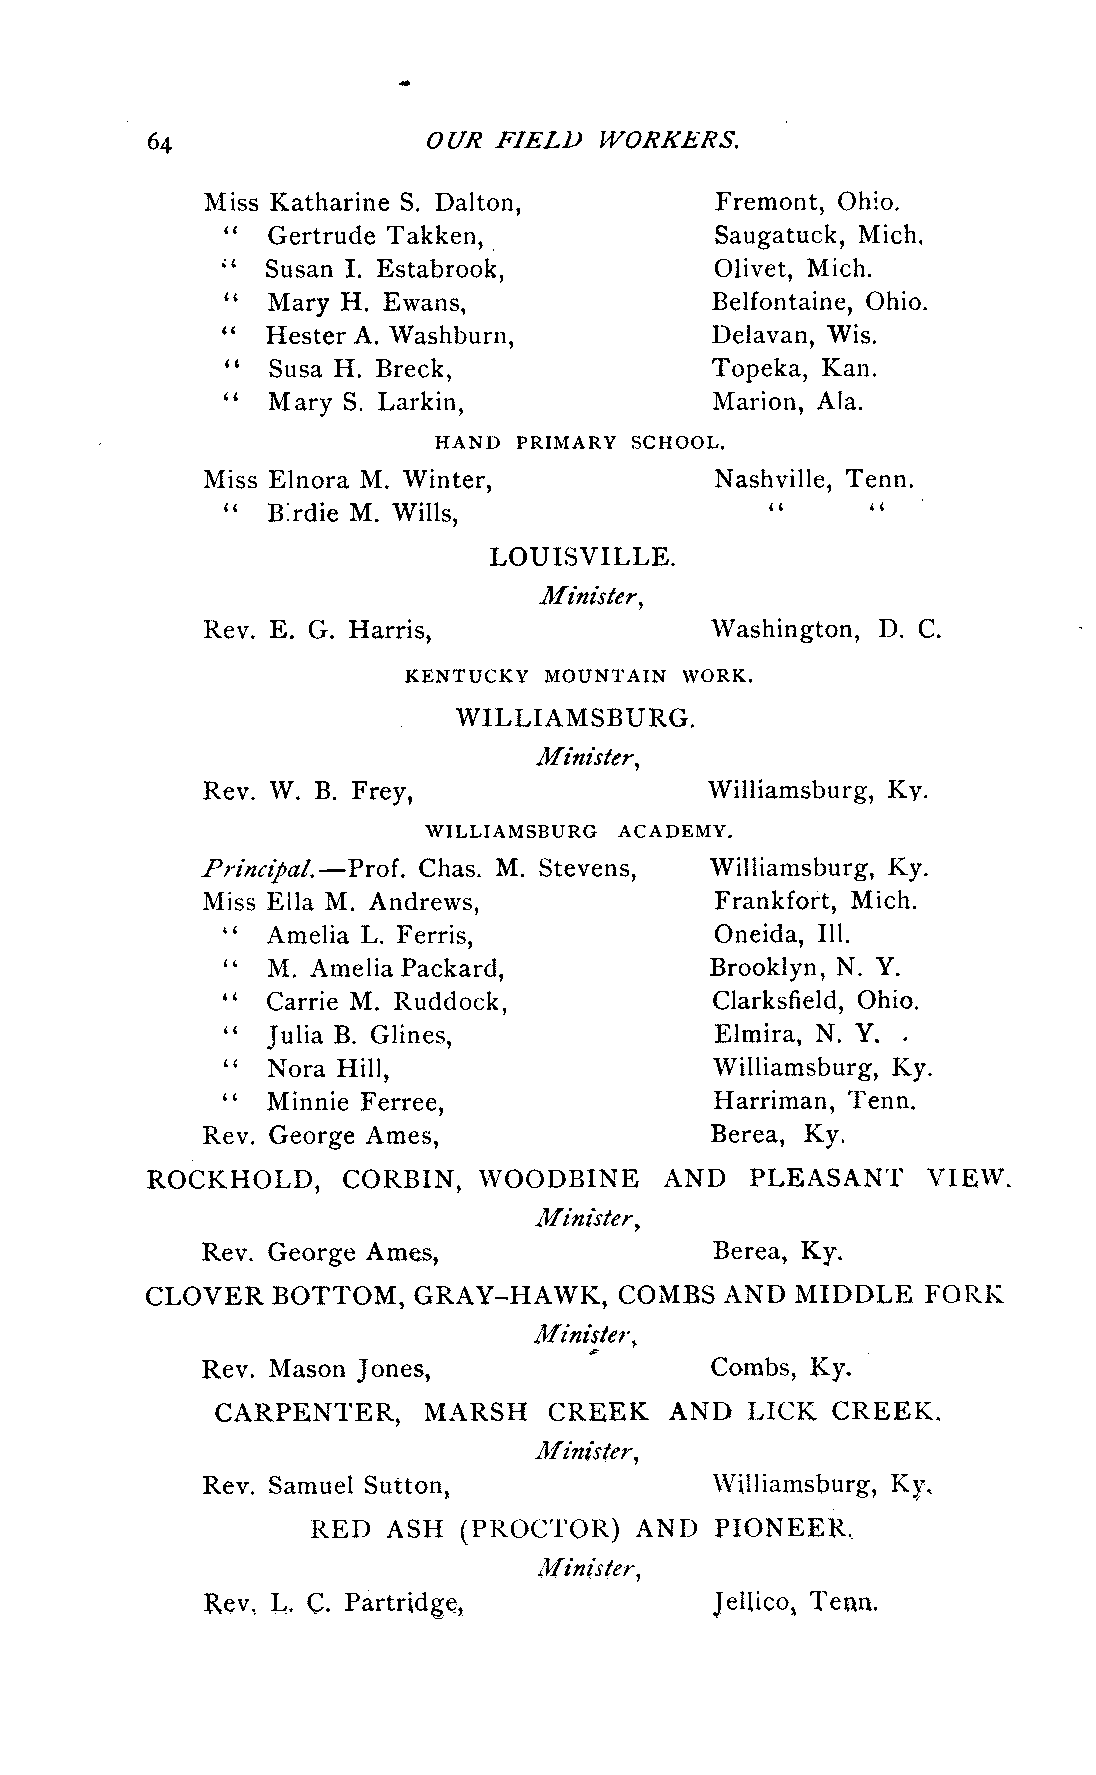 64 OUR FIELD WORKERS.
Miss Katharine S. Dalton, Fremont, Ohio.
“ Gertrude Takken, Saugatuck, Mich.
“ Susan I. Estabrook, Olivet, Mich.
“ Mary H. Ewans, Belfontaine, Ohio.
“ Hester A. Washburn, Delavan, Wis.
“ Susa H. Breck, Topeka, Kan.
“ Mary S. Larkin, Marion, Ala.
HAND PRIMARY SCHOOL.
Miss Elnora M. Winter, Nashville, Tenn.
“ Birdie M. Wills, “ “
LOUISVILLE.
Minister,
Rev. E. G. Harris, Washington, D. C.
KENTUCKY MOUNTAIN WORK.
WILLIAMSBURG.
Minister,
Rev. W. B. Frey, Williamsburg, Ky.
WILLIAMSBURG ACADEMY.
Principal.—Prof. Chas. M. Stevens, Williamsburg, Ky.
Miss Ella M. Andrews, Frankfort, Mich.
“ Amelia L. Ferris, Oneida, Ill.
“ M. Amelia Packard, Brooklyn, N. Y.
“ Carrie M. Ruddock, Clarksfield, Ohio.
“ Julia B. Glines, Elmira, N. Y.
“ Nora Hill, Williamsburg, Ky.
“ Minnie Ferree, Harriman, Tenn.
Rev. George Ames, Berea, Ky.
ROCKHOLD, CORBIN, WOODBINE AND PLEASANT VIEW.
Minister,
Rev. George Ames, Berea, Ky.
CLOVER BOTTOM, GRAY-HAWK, COMBS AND MIDDLE FORK
Minister,
Rev. Mason Jones, Combs, Ky.
CARPENTER, MARSH CREEK AND LICK CREEK.
Minister,
Rev. Samuel Sutton, Williamsburg, Ky.
RED ASH (PROCTOR) AND PIONEER.
Minister,
Rev. L. C. Partridge, Jellico, Tenn.